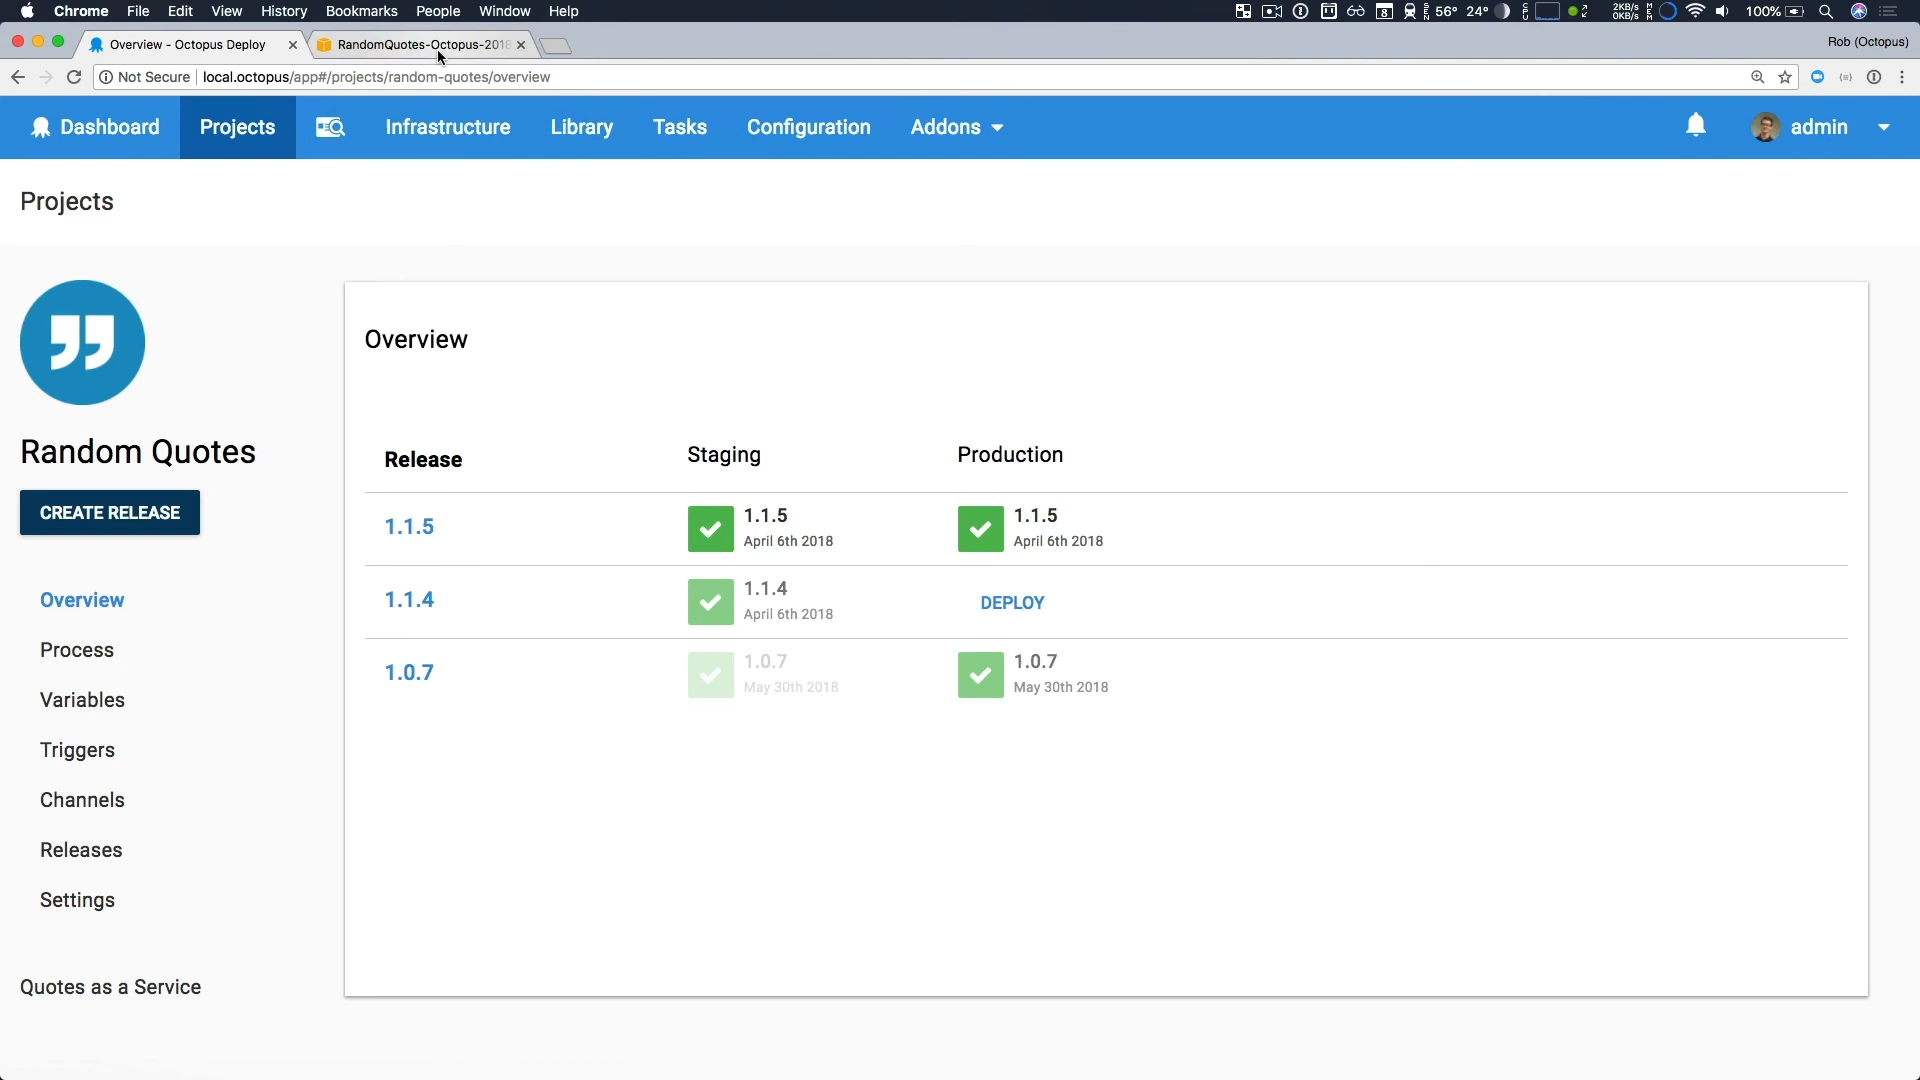 Chrome File Edit View History Bookmarks People Window Help
56° 24° 2KB/s 0KB/s 100%
Overview - Octopus Deploy
RandomQuotes-Octopus-2018
Rob (Octopus)
Not Secure local.octopus/app#/projects/random-quotes/overview
Dashboard Projects Infrastructure Library Tasks Configuration Addons admin
Projects
Random Quotes
CREATE RELEASE
Overview
Process
Variables
Triggers
Channels
Releases
Settings
Quotes as a Service
Overview
Release Staging Production
1.1.5 1.1.5 1.1.5
April 6th 2018 April 6th 2018
1.1.4 1.1.4 DEPLOY
April 6th 2018
1.0.7 1.0.7 1.0.7
May 30th 2018 May 30th 2018